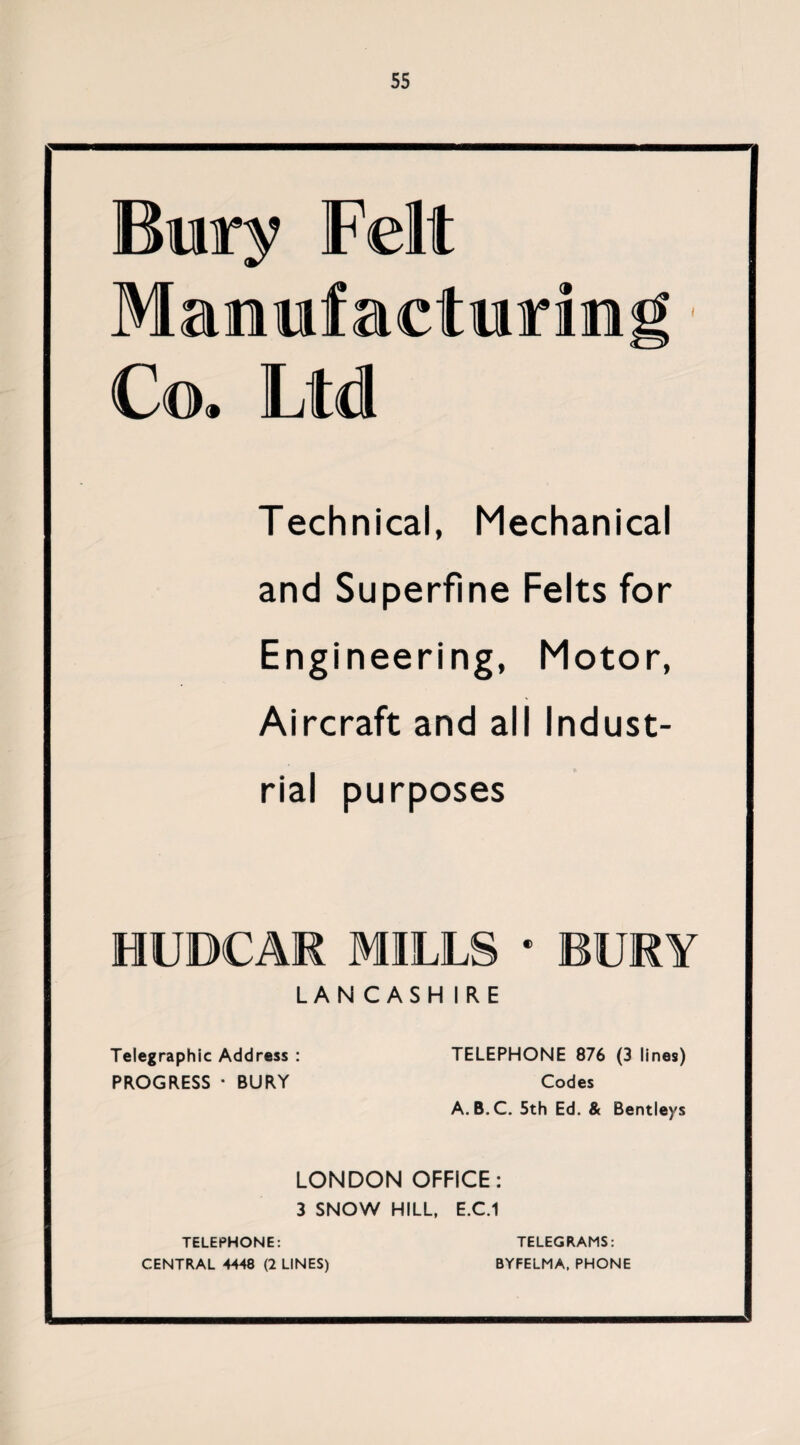 55
Bury Felt
Manufacturing
Co. Ltd
Technical, Mechanical
and Superfine Felts for
Engineering, Motor,
Aircraft and all Indust-
rial purposes
HUDCAR MILLS · BURY
LANCASHIRE
Telegraphic Address :
PROGRESS · BURY
TELEPHONE 876 (3 lines)
Codes
A.B.C. 5th Ed. & Bentleys
LONDON OFFICE:
3 SNOW HILL, E.C.1
TELEPHONE:
CENTRAL 4448 (2 LINES)
TELEGRAMS:
BYFELMA, PHONE